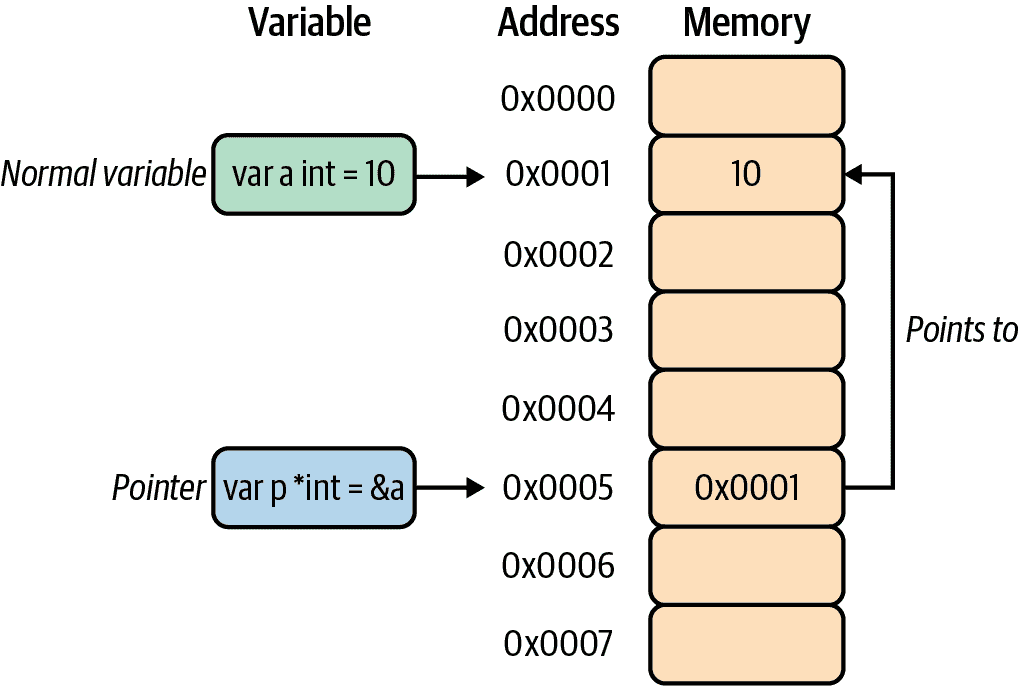 Variable Address Memory
0x0000
Normal variable var a int = 10 0x0001 10
0x0002
0x0003 Points to
0x0004
Pointer var p *int = &a 0x0005 0x0001
0x0006
0x0007